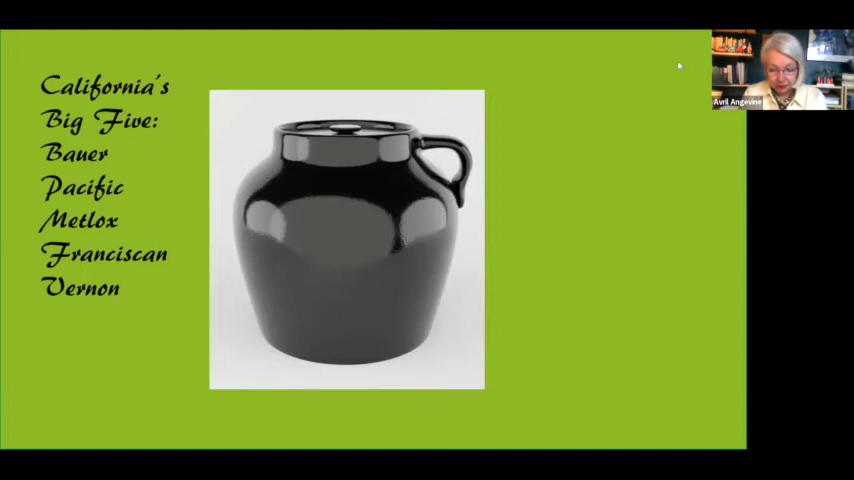 California's
Big Five:
Bauer
Pacific
Metlox
Franciscan
Vernon
Avril Angevine